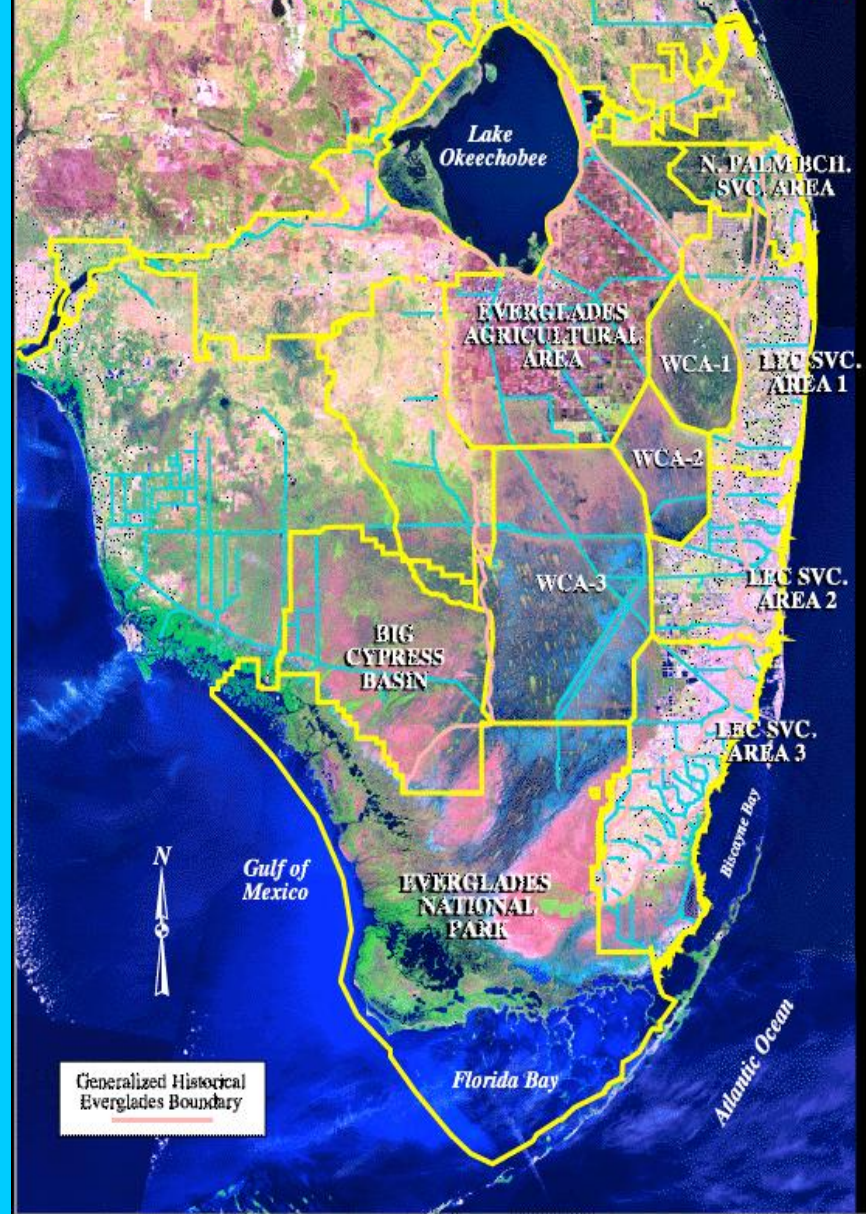 Lake
Okeechobee
N. PALM BCH.
SVC. AREA
EVERGLADES
AGRICULTURAL
AREA
WCA-1
LEC SVC.
AREA 1
WCA-2
WCA-3
LEC SVC.
AREA 2
BIG
CYPRESS
BASIN
LEC SVC.
AREA 3
Biscayne Bay
N
Gulf of
Mexico
EVERGLADES
NATIONAL
PARK
Florida Bay
Atlantic Ocean
Generalized Historical
Everglades Boundary